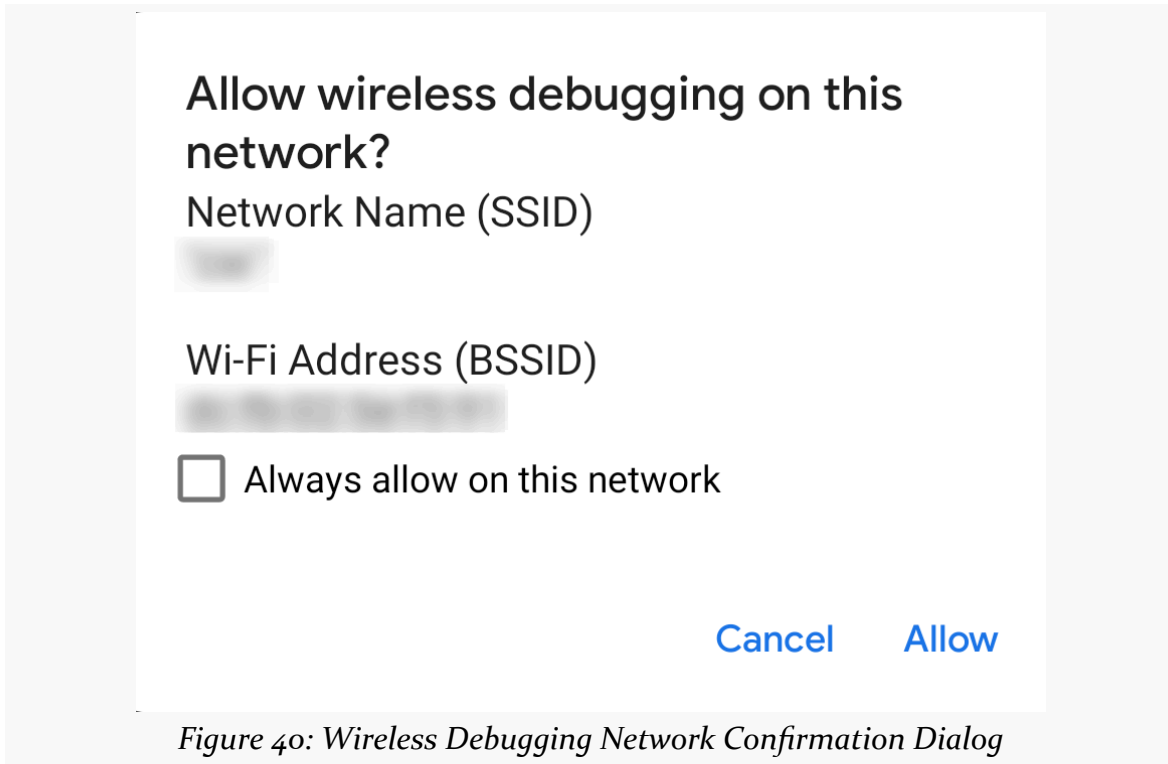 Allow wireless debugging on this
network?
Network Name (SSID)
Wi-Fi Address (BSSID)
Always allow on this network
Cancel Allow
Figure 40: Wireless Debugging Network Confirmation Dialog